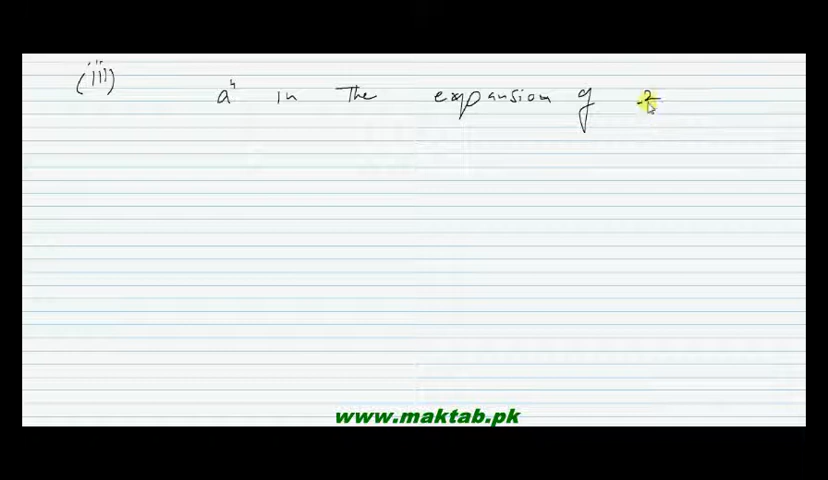 (iii) a⁴ in the expansion of
www.maktab.pk